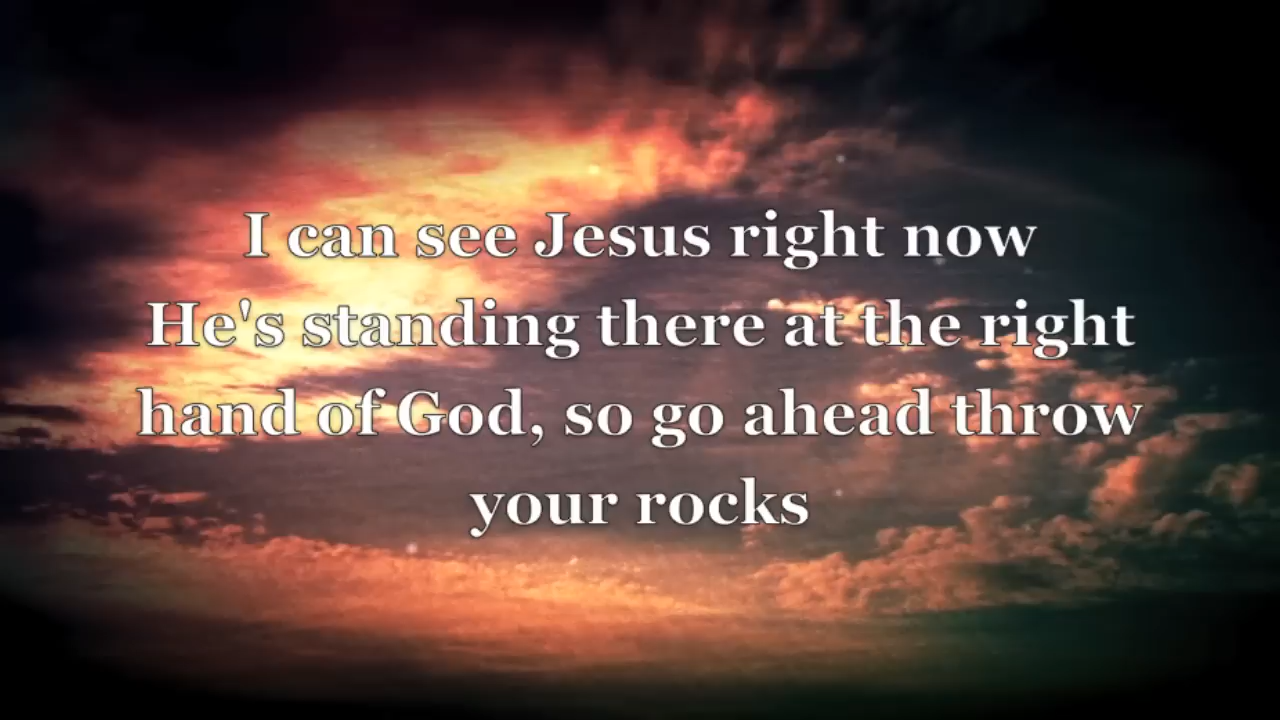 I can see Jesus right now
He's standing there at the right
hand of God, so go ahead throw
your rocks